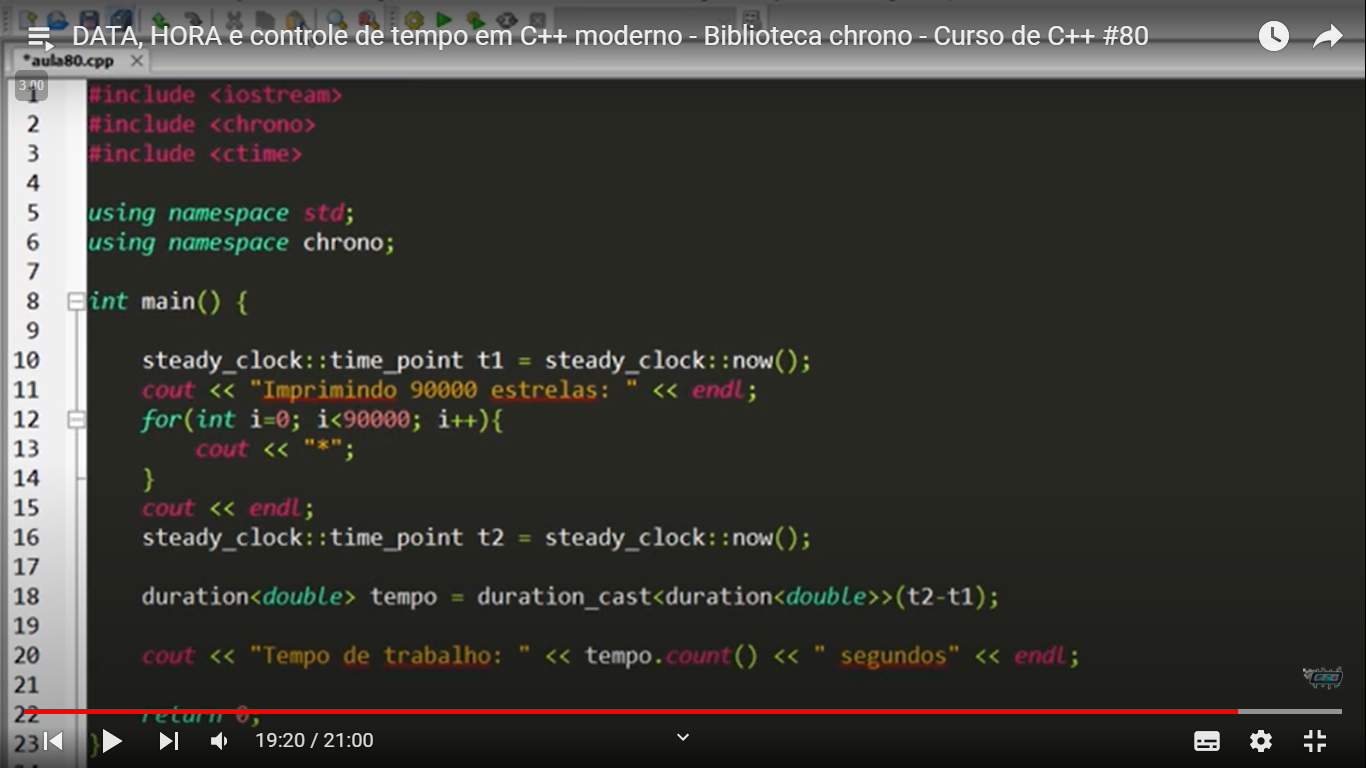 DATA, HORA e controle de tempo em C++ moderno - Biblioteca chrono - Curso de C++ #80
*aula80.cpp
3.00
1 #include <iostream>
2 #include <chrono>
3 #include <ctime>
4
5 using namespace std;
6 using namespace chrono;
7
8 int main() {
9
10 steady_clock::time_point t1 = steady_clock::now();
11 cout << "Imprimindo 90000 estrelas: " << endl;
12 for(int i=0; i<90000; i++){
13 cout << "*";
14 }
15 cout << endl;
16 steady_clock::time_point t2 = steady_clock::now();
17
18 duration<double> tempo = duration_cast<duration<double>>(t2-t1);
19
20 cout << "Tempo de trabalho: " << tempo.count() << " segundos" << endl;
21
22 return 0;
23 }
19:20 / 21:00